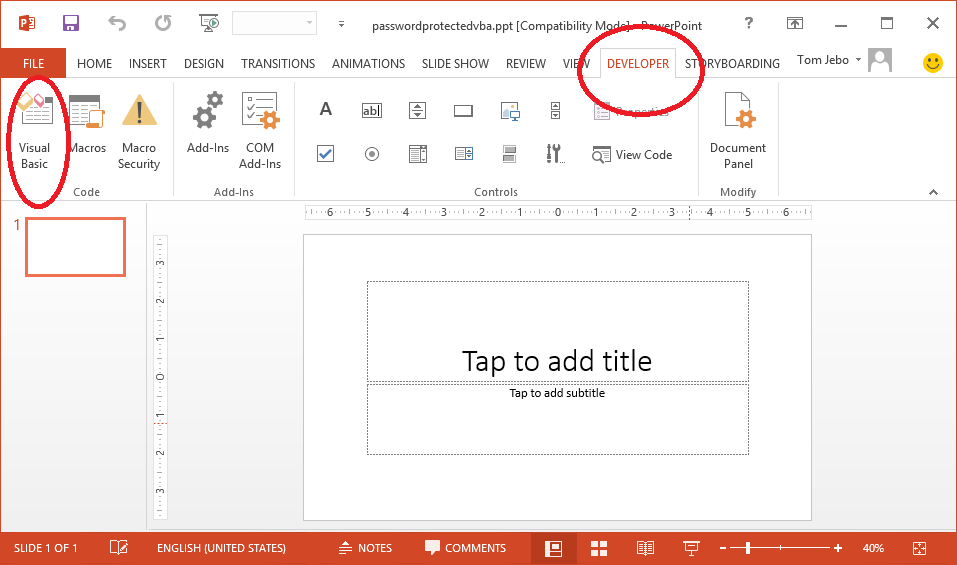 passwordprotectedvba.ppt [Compatibility Mode] - PowerPoint
?
FILE HOME INSERT DESIGN TRANSITIONS ANIMATIONS SLIDE SHOW REVIEW VIEW DEVELOPER STORYBOARDING Tom Jebo
Visual Basic
Macros
Macro Security
Code
Add-Ins
COM Add-Ins
Add-Ins
A
ab
Properties
View Code
Controls
Document Panel
Modify
6 5 4 3 2 1 0 1 2 3 4 5 6
1
3
2
1
0
1
2
3
Tap to add title
Tap to add subtitle
SLIDE 1 OF 1 ENGLISH (UNITED STATES) NOTES COMMENTS 40%